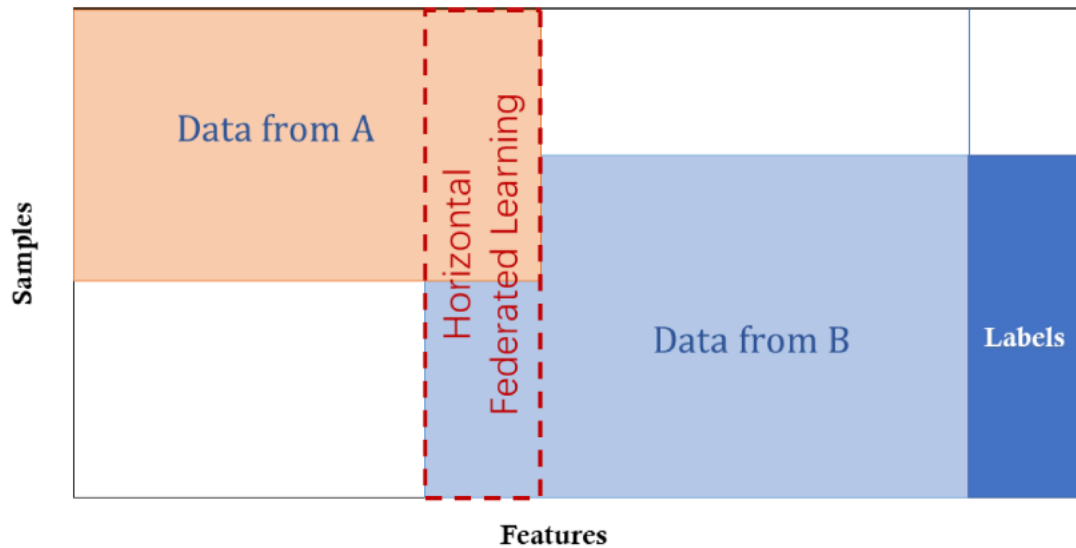 Data from A
Horizontal
Federated Learning
Samples
Data from B
Labels
Features